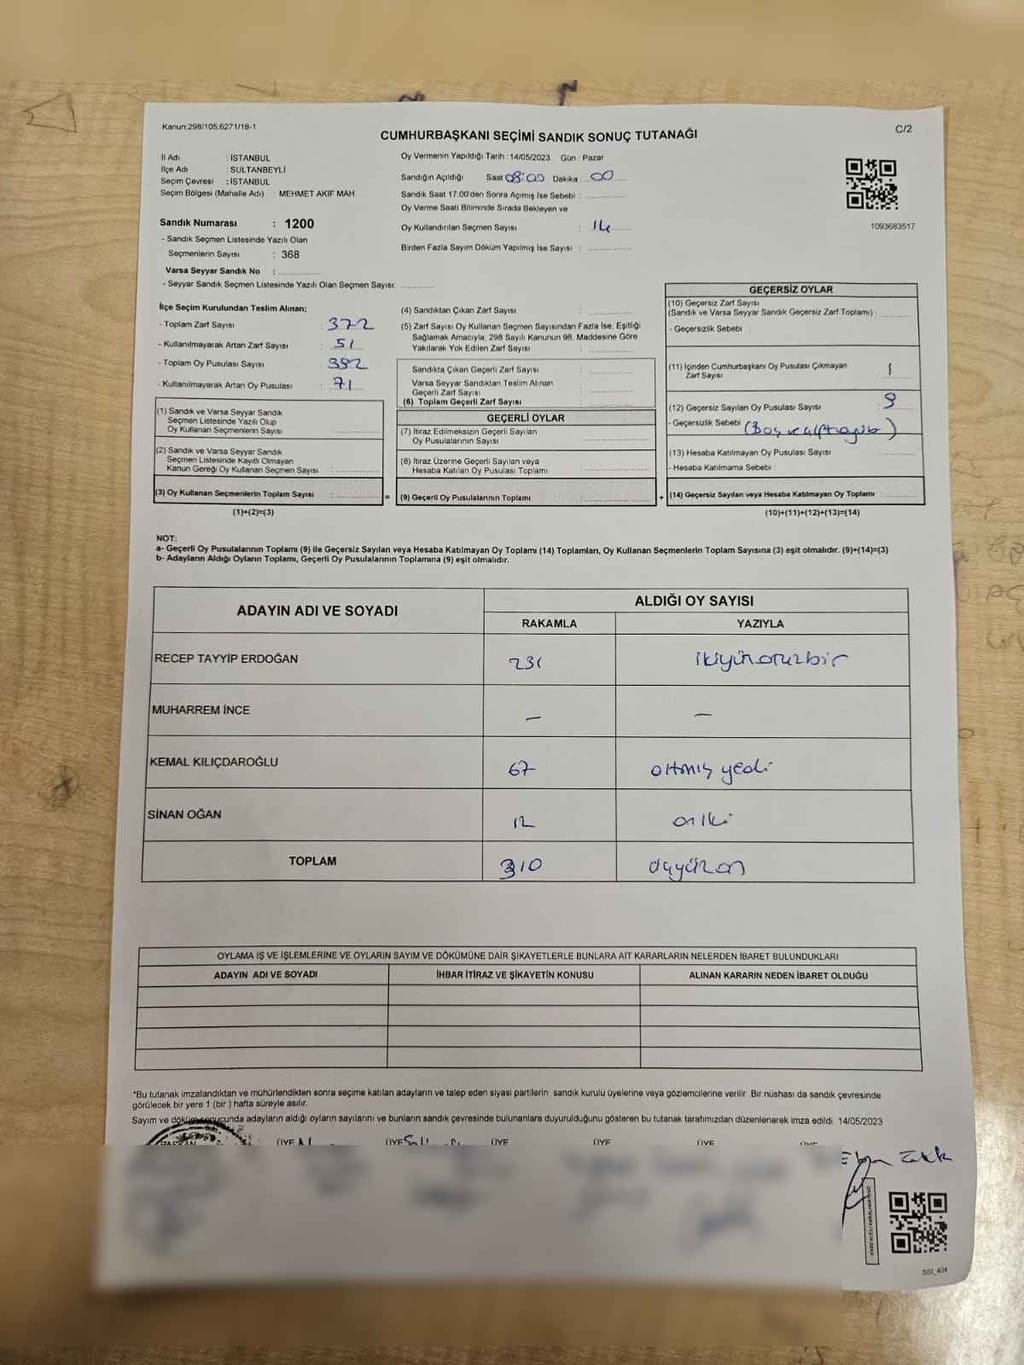 Kanun:298/105;6271/18-1
CUMHURBAŞKANI SEÇİMİ SANDIK SONUÇ TUTANAĞI
C/2
İl Adı : İSTANBUL
İlçe Adı : SULTANBEYLİ
Seçim Çevresi : İSTANBUL
Seçim Bölgesi (Mahalle Adı) : MEHMET AKİF MAH.
Oy Vermenin Yapıldığı Tarih : 14/05/2023 Gün : Pazar
Sandığın Açıldığı Saat 08:00 Dakika 00
Sandık Saat 17.00'den Sonra Açılmış İse Sebebi :
Oy Verme Saati Bitiminde Sırada Bekleyen ve
Oy Kullandırılan Seçmen Sayısı : 14
Birden Fazla Sayım Döküm Yapılmış İse Sayısı :
1093683517
Sandık Numarası : 1200
- Sandık Seçmen Listesinde Yazılı Olan
Seçmenlerin Sayısı : 368
Varsa Seyyar Sandık No :
- Seyyar Sandık Seçmen Listesinde Yazılı Olan Seçmen Sayısı:
İlçe Seçim Kurulundan Teslim Alınan;
- Toplam Zarf Sayısı : 372
- Kullanılmayarak Artan Zarf Sayısı : 51
- Toplam Oy Pusulası Sayısı : 392
- Kullanılmayarak Artan Oy Pusulası : 71
(1) Sandık ve Varsa Seyyar Sandık
Seçmen Listesinde Yazılı Olup
Oy Kullanan Seçmenlerin Sayısı :
(2) Sandık ve Varsa Seyyar Sandık
Seçmen Listesinde Kayıtlı Olmayan
Kanun Gereği Oy Kullanan Seçmen Sayısı :
(3) Oy Kullanan Seçmenlerin Toplam Sayısı :
(1)+(2)=(3)
(4) Sandıktan Çıkan Zarf Sayısı :
(5) Zarf Sayısı Oy Kullanan Seçmen Sayısından Fazla İse, Eşitliği
Sağlamak Amacıyla; 298 Sayılı Kanunun 98. Maddesine Göre
Yakılarak Yok Edilen Zarf Sayısı :
Sandıkta Çıkan Geçerli Zarf Sayısı :
Varsa Seyyar Sandıktan Teslim Alınan
Geçerli Zarf Sayısı :
(6) Toplam Geçerli Zarf Sayısı :
GEÇERLİ OYLAR
(7) İtiraz Edilmeksizin Geçerli Sayılan
Oy Pusulalarının Sayısı :
(8) İtiraz Üzerine Geçerli Sayılan veya
Hesaba Katılan Oy Pusulası Toplamı :
= (9) Geçerli Oy Pusulalarının Toplamı :
GEÇERSİZ OYLAR
(10) Geçersiz Zarf Sayısı
(Sandık ve Varsa Seyyar Sandık Geçersiz Zarf Toplamı) :
- Geçersizlik Sebebi :
(11) İçinden Cumhurbaşkanı Oy Pusulası Çıkmayan
Zarf Sayısı : 1
(12) Geçersiz Sayılan Oy Pusulası Sayısı : 9
- Geçersizlik Sebebi (Boş ve
(13) Hesaba Katılmayan Oy Pusulası Sayısı :
- Hesaba Katılmama Sebebi :
+ (14) Geçersiz Sayılan veya Hesaba Katılmayan Oy Toplamı :
(10)+(11)+(12)+(13)=(14)
NOT:
a- Geçerli Oy Pusulalarının Toplamı (9) ile Geçersiz Sayılan veya Hesaba Katılmayan Oy Toplamı (14) Toplamları, Oy Kullanan Seçmenlerin Toplam Sayısına (3) eşit olmalıdır. (9)+(14)=(3)
b- Adayların Aldığı Oyların Toplamı, Geçerli Oy Pusulalarının Toplamına (9) eşit olmalıdır.
ADAYIN ADI VE SOYADI
ALDIĞI OY SAYISI
RAKAMLA YAZIYLA
RECEP TAYYİP ERDOĞAN 231 ikiyüzotuzbir
MUHARREM İNCE — —
KEMAL KILIÇDAROĞLU 67 altmış yedi
SİNAN OĞAN 12 on iki
TOPLAM 310 üçyüzon
OYLAMA İŞ VE İŞLEMLERİNE VE OYLARIN SAYIM VE DÖKÜMÜNE DAİR ŞİKAYETLERLE BUNLARA AİT KARARLARIN NELERDEN İBARET BULUNDUKLARI
ADAYIN ADI VE SOYADI İHBAR İTİRAZ VE ŞİKAYETİN KONUSU ALINAN KARARIN NEDEN İBARET OLDUĞU
*Bu tutanak imzalandıktan ve mühürlendikten sonra seçime katılan adayların ve talep eden siyasi partilerin sandık kurulu üyelerine veya gözlemcilerine verilir. Bir nüshası da sandık çevresinde
görülecek bir yere 1 (bir ) hafta süreyle asılır.
Sayım ve döküm sonucunda adayların aldığı oyların sayılarını ve bunların sandık çevresinde bulunanlara duyurulduğunu gösteren bu tutanak tarafımızdan düzenlenerek imza edildi. 14/05/2023
ÜYE ÜYE ÜYE ÜYE ÜYE